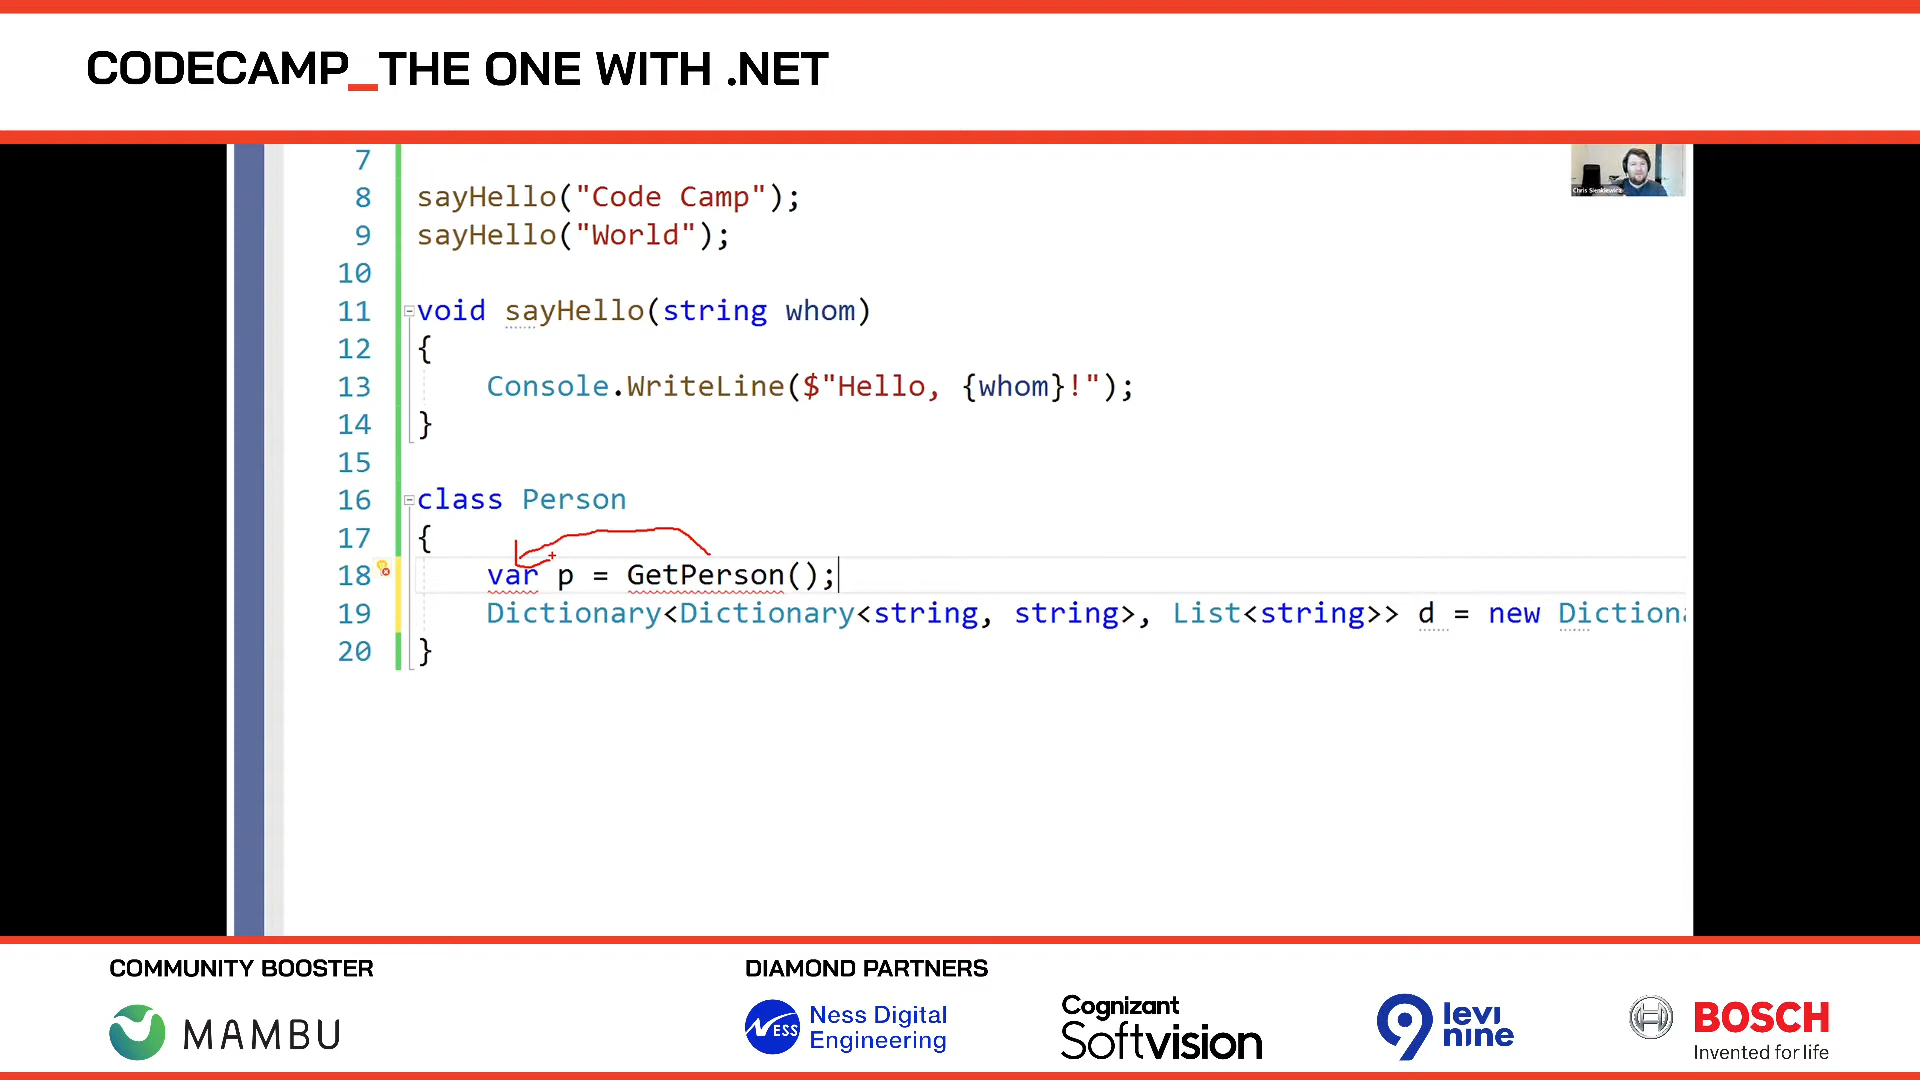 CODECAMP_THE ONE WITH .NET
Chris Sienkiewicz
7
8 sayHello("Code Camp");
9 sayHello("World");
10
11 void sayHello(string whom)
12 {
13 Console.WriteLine($"Hello, {whom}!");
14 }
15
16 class Person
17 {
18 var p = GetPerson();
19 Dictionary<Dictionary<string, string>, List<string>> d = new Diction
20 }
COMMUNITY BOOSTER
MAMBU
DIAMOND PARTNERS
NESS Ness Digital Engineering
Cognizant
Softvision
levi nine
BOSCH
Invented for life